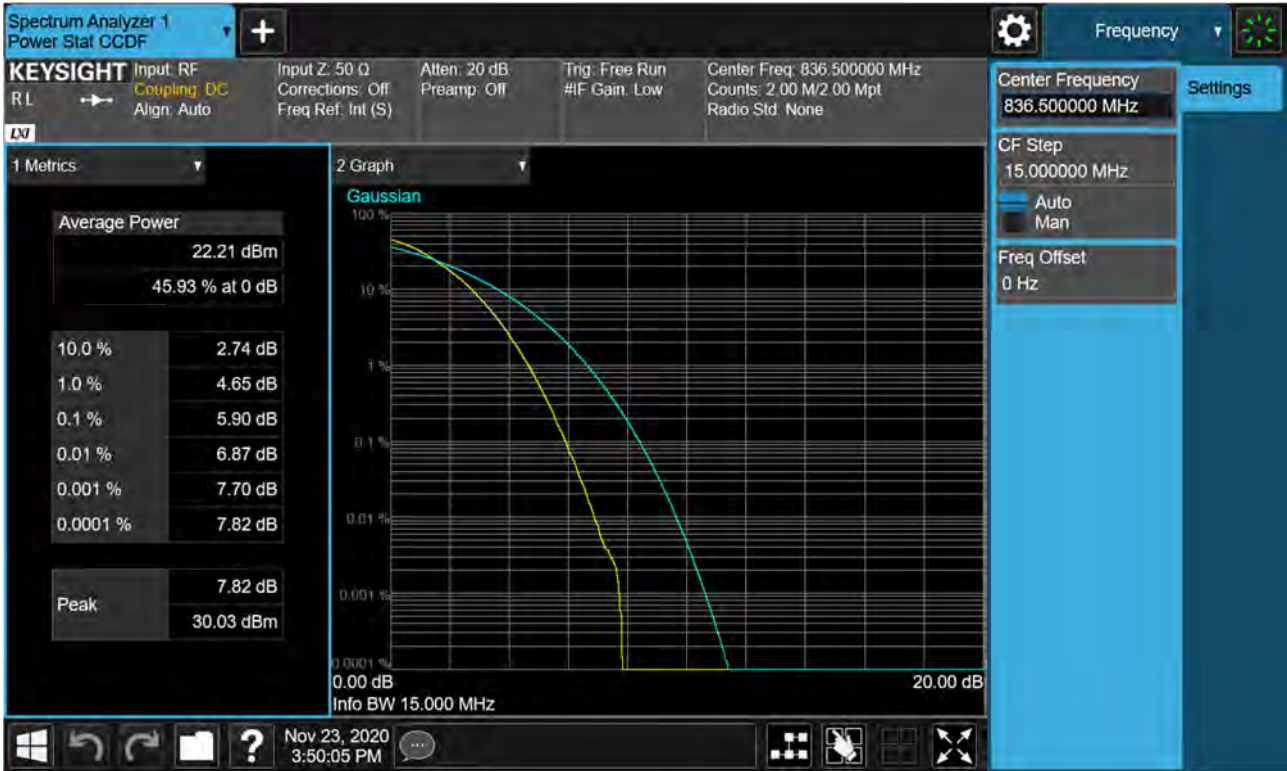 Spectrum Analyzer 1
Power Stat CCDF
Frequency
KEYSIGHT
R L
LXI
Input: RF
Coupling: DC
Align: Auto
Input Z: 50 Ω
Corrections: Off
Freq Ref: Int (S)
Atten: 20 dB
Preamp: Off
Trig: Free Run
#IF Gain: Low
Center Freq: 836.500000 MHz
Counts: 2.00 M/2.00 Mpt
Radio Std: None
Center Frequency
836.500000 MHz
Settings
CF Step
15.000000 MHz
Auto
Man
Freq Offset
0 Hz
1 Metrics
Average Power
22.21 dBm
45.93 % at 0 dB
10.0 % 2.74 dB
1.0 % 4.65 dB
0.1 % 5.90 dB
0.01 % 6.87 dB
0.001 % 7.70 dB
0.0001 % 7.82 dB
Peak
7.82 dB
30.03 dBm
2 Graph
Gaussian
100 %
10 %
1 %
0.1 %
0.01 %
0.001 %
0.0001 %
0.00 dB 20.00 dB
Info BW 15.000 MHz
?
Nov 23, 2020
3:50:05 PM